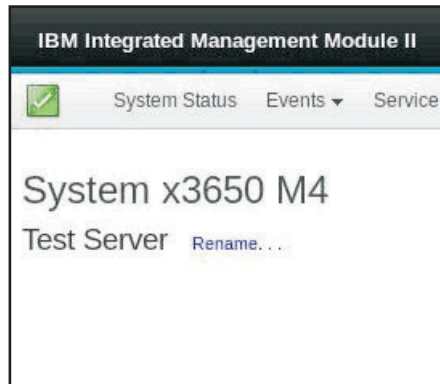 IBM Integrated Management Module II
System Status Events Service
System x3650 M4
Test Server Rename. . .